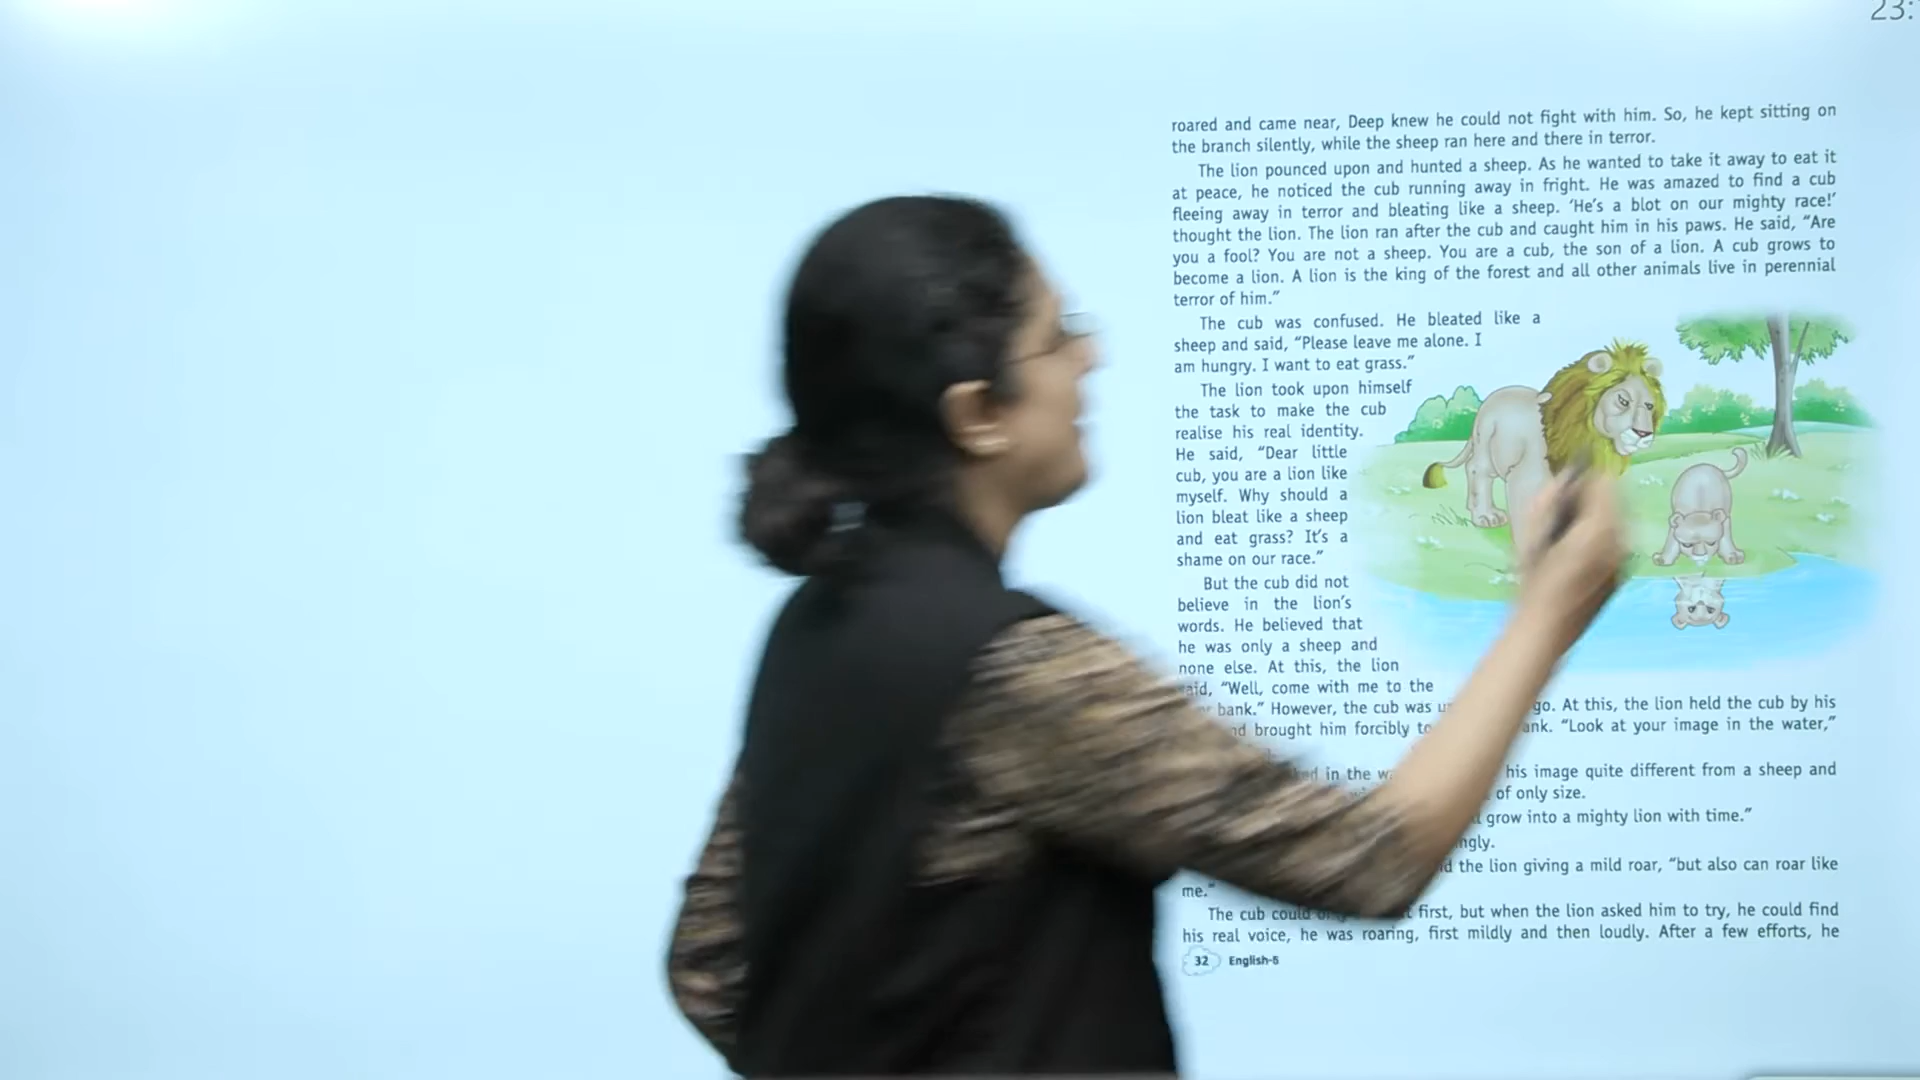 23:
roared and came near, Deep knew he could not fight with him. So, he kept sitting on
the branch silently, while the sheep ran here and there in terror.
The lion pounced upon and hunted a sheep. As he wanted to take it away to eat it
at peace, he noticed the cub running away in fright. He was amazed to find a cub
fleeing away in terror and bleating like a sheep. ‘He’s a blot on our mighty race!’
thought the lion. The lion ran after the cub and caught him in his paws. He said, “Are
you a fool? You are not a sheep. You are a cub, the son of a lion. A cub grows to
become a lion. A lion is the king of the forest and all other animals live in perennial
terror of him.”
The cub was confused. He bleated like a
sheep and said, “Please leave me alone. I
am hungry. I want to eat grass.”
The lion took upon himself
the task to make the cub
realise his real identity.
He said, “Dear little
cub, you are a lion like
myself. Why should a
lion bleat like a sheep
and eat grass? It’s a
shame on our race.”
But the cub did not
believe in the lion’s
words. He believed that
he was only a sheep and
none else. At this, the lion
“Well, come with me to the
bank.” However, the cub was go. At this, the lion held the cub by his
brought him forcibly “Look at your image in the water,”
in the his image quite different from a sheep and
of only size.
grow into a mighty lion with time.”
the lion giving a mild roar, “but also can roar like
me.”
The cub could first, but when the lion asked him to try, he could find
his real voice, he was roaring, first mildly and then loudly. After a few efforts, he
32 English-5